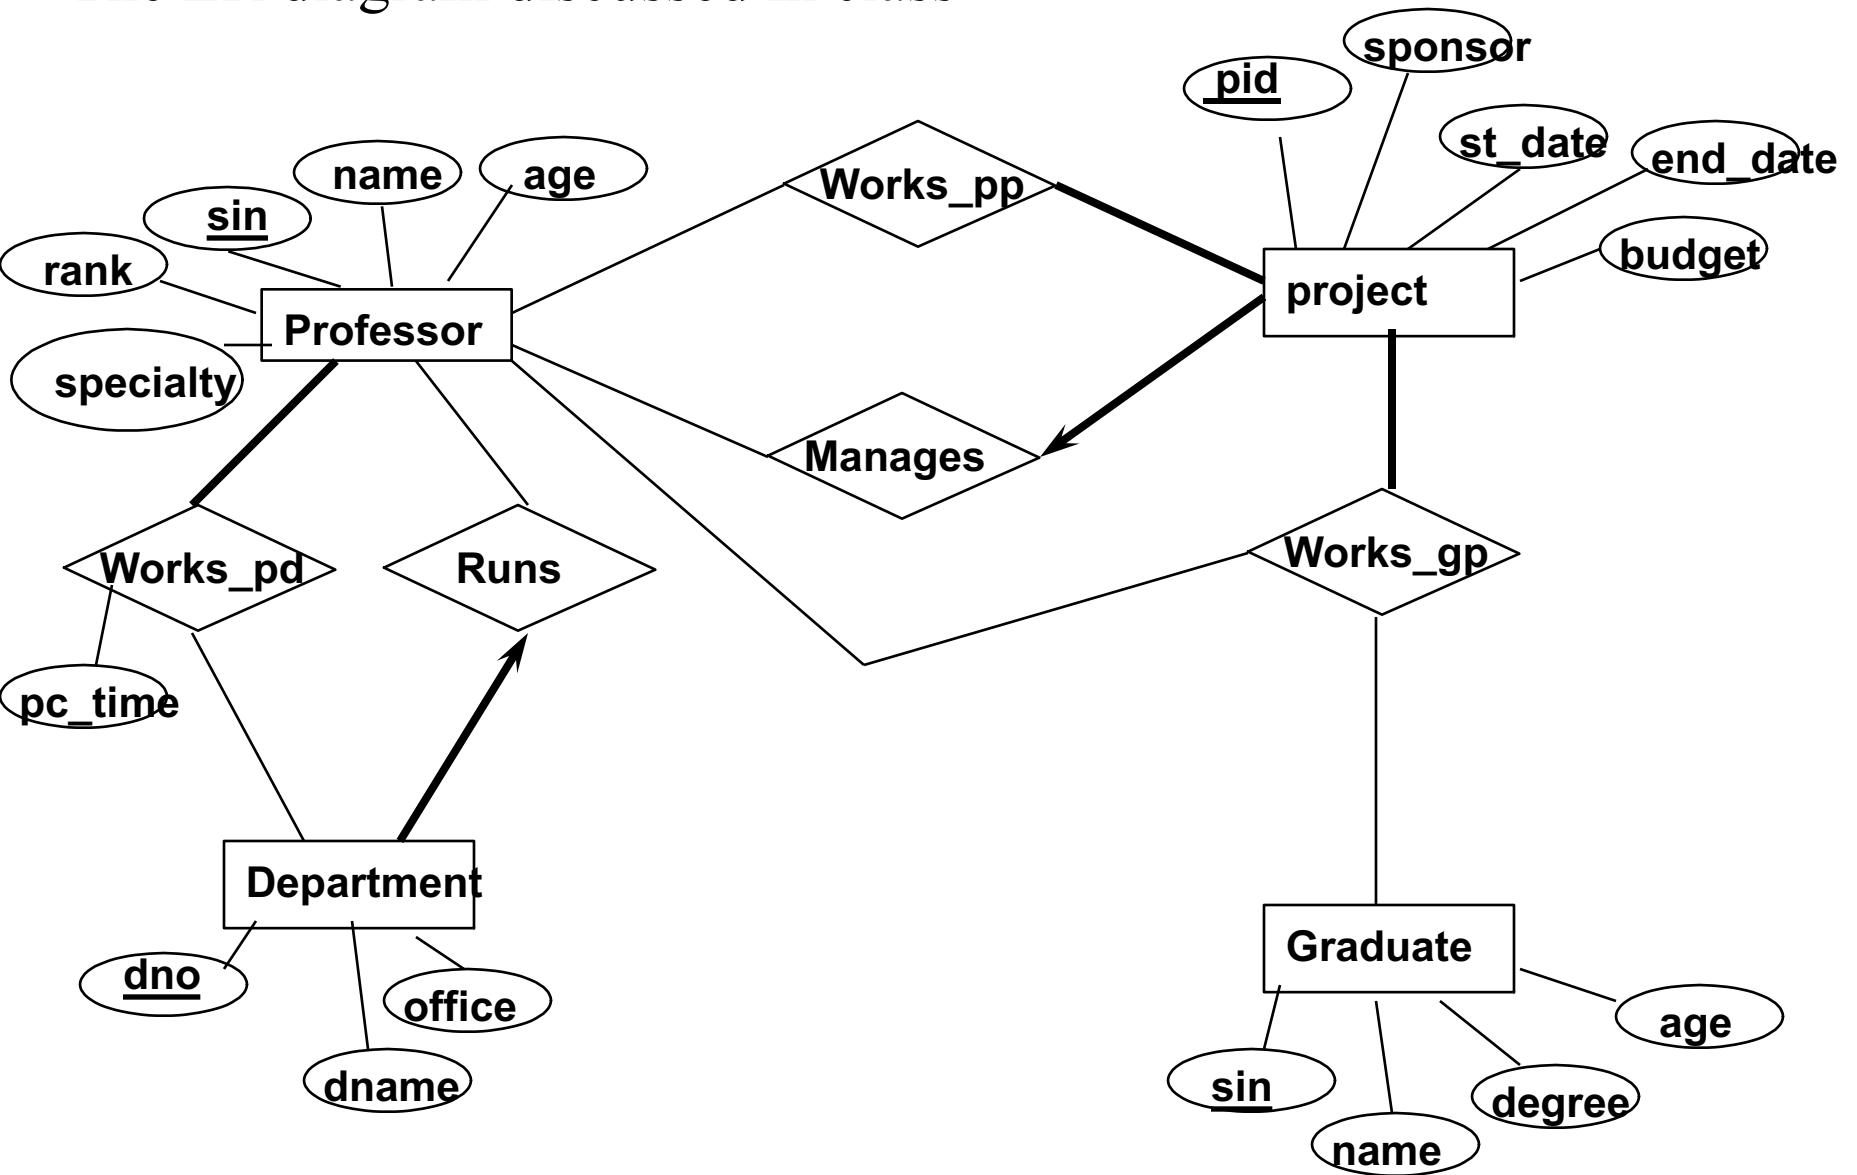 sponsor
pid
st_date
end_date
name
age
Works_pp
sin
rank
budget
project
Professor
specialty
Manages
Works_gp
Works_pd
Runs
pc_time
Department
Graduate
dno
office
age
dname
sin
degree
name